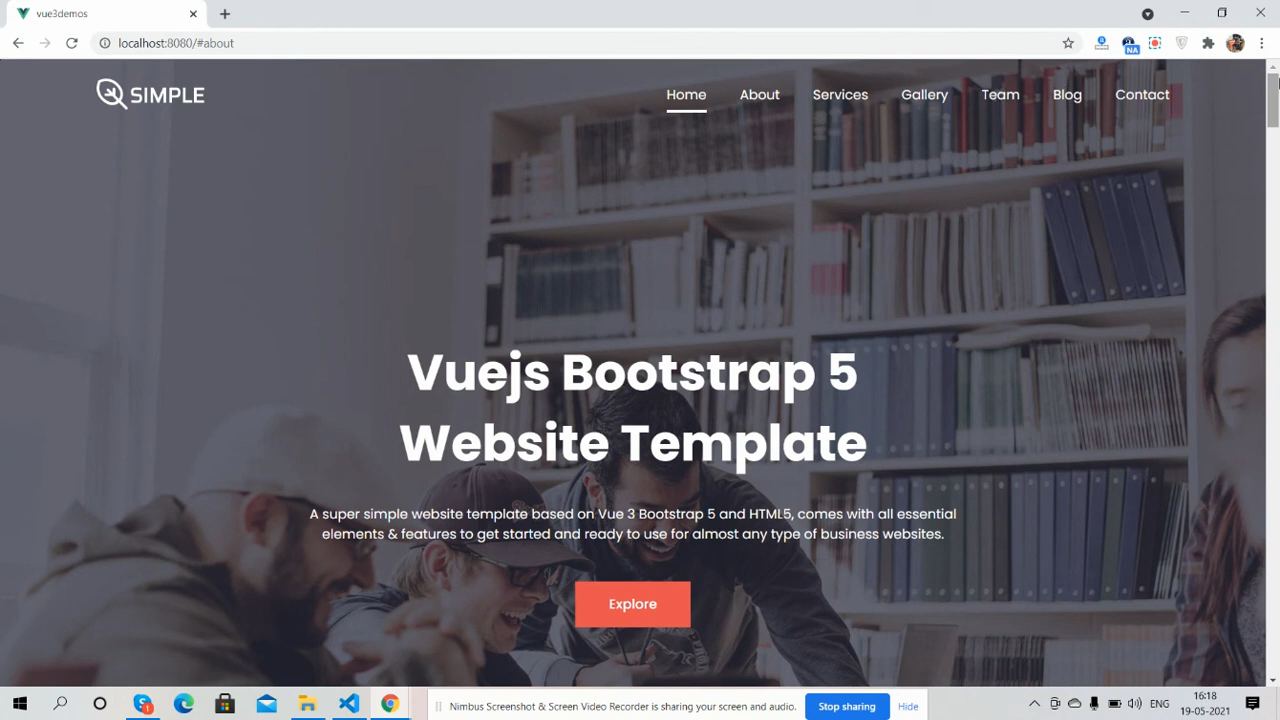 vue3demos
localhost:8080/#about
NA
SIMPLE
Home About Services Gallery Team Blog Contact
Vuejs Bootstrap 5
Website Template
A super simple website template based on Vue 3 Bootstrap 5 and HTML5, comes with all essential
elements & features to get started and ready to use for almost any type of business websites.
Explore
Nimbus Screenshot & Screen Video Recorder is sharing your screen and audio. Stop sharing Hide
ENG
16:18
19-05-2021